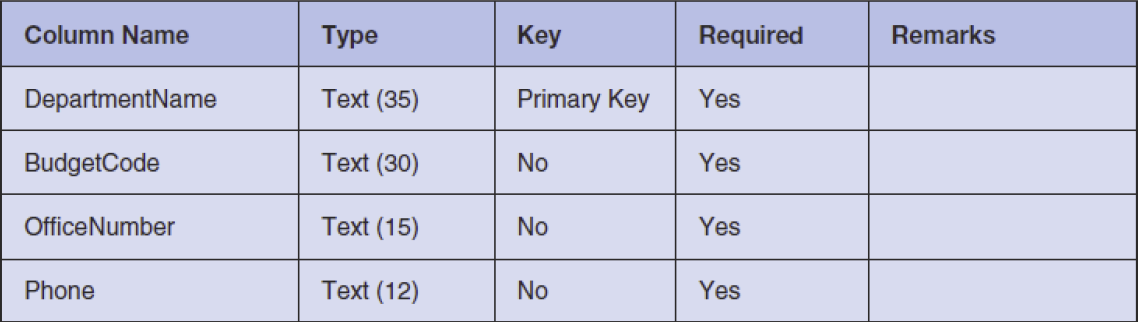 Column Name Type Key Required Remarks
DepartmentName Text (35) Primary Key Yes
BudgetCode Text (30) No Yes
OfficeNumber Text (15) No Yes
Phone Text (12) No Yes